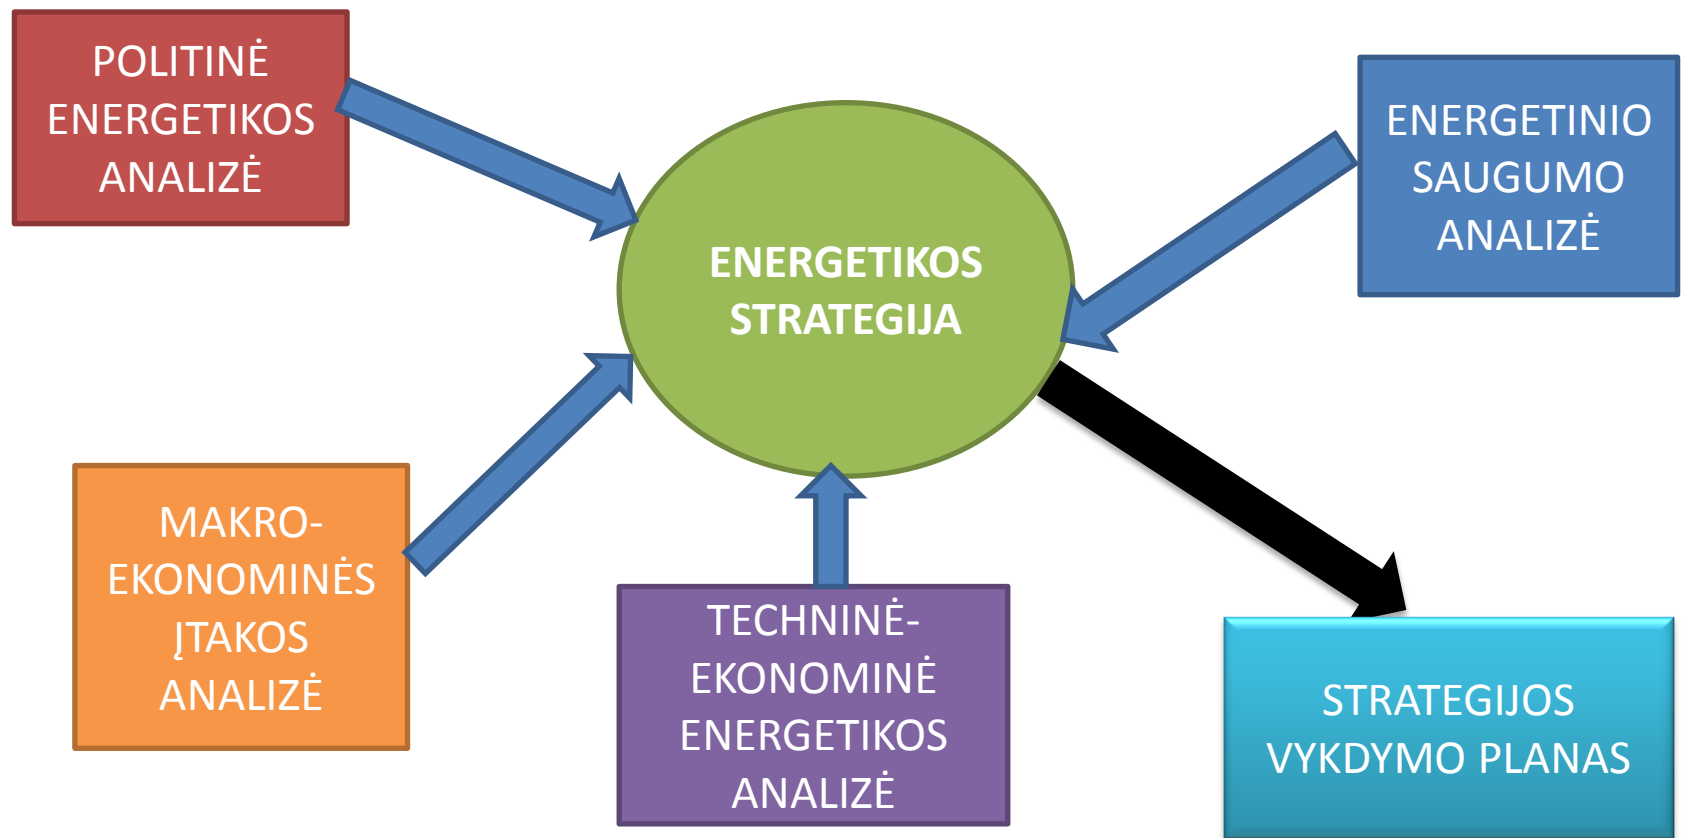 POLITINĖ
ENERGETIKOS
ANALIZĖ
ENERGETINIO
SAUGUMO
ANALIZĖ
ENERGETIKOS
STRATEGIJA
MAKRO-
EKONOMINĖS
ĮTAKOS
ANALIZĖ
TECHNINĖ-
EKONOMINĖ
ENERGETIKOS
ANALIZĖ
STRATEGIJOS
VYKDYMO PLANAS